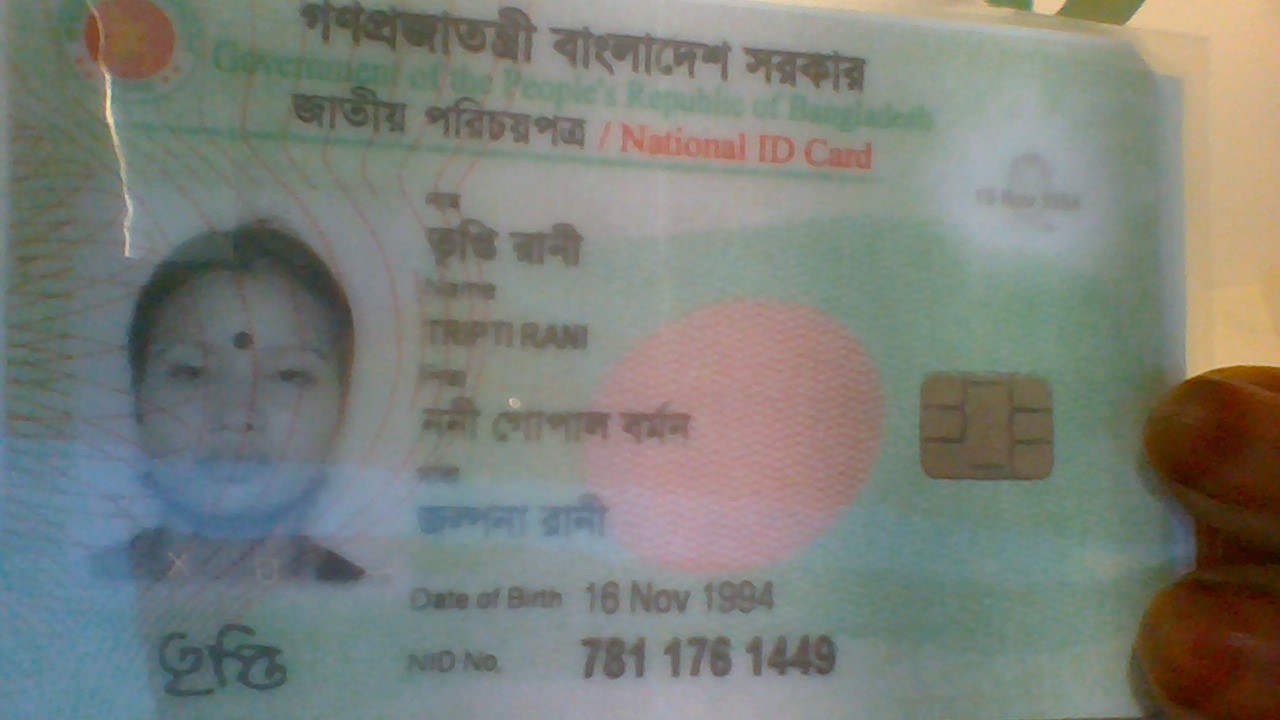 গণপ্রজাতন্ত্রী বাংলাদেশ সরকার
Government of the People's Republic of Bangladesh
জাতীয় পরিচয়পত্র / National ID Card
নাম
তৃপ্তি রানী
Name
TRIPTI RANI
পিতা
ননী গোপাল বর্মন
মাতা
জল্পনা রানী
Date of Birth 16 Nov 1994
NID No. 781 176 1449
তৃপ্তি
16 Nov 1994